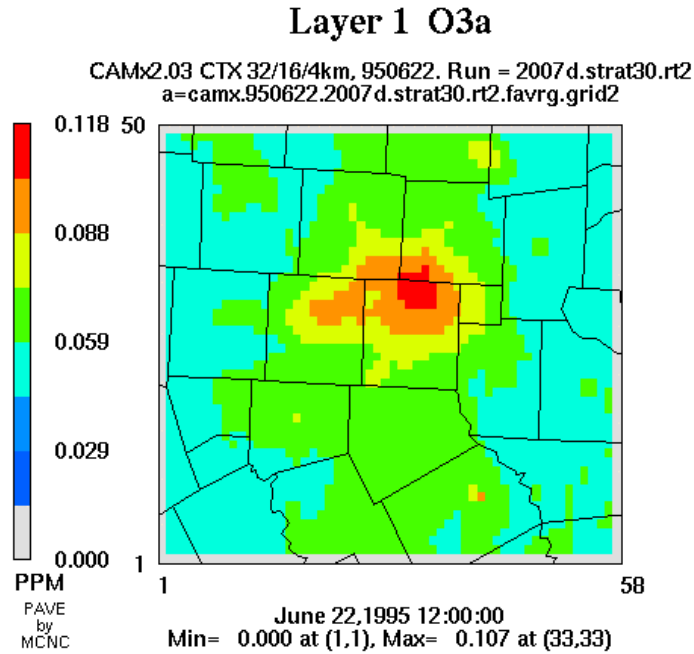 Layer 1 O3a
CAMx2.03 CTX 32/16/4km, 950622. Run = 2007d.strat30.rt2
a=camx.950622.2007d.strat30.rt2.favrg.grid2
0.118
0.088
0.059
0.029
0.000
PPM
PAVE
by
MCNC
50
1
1
58
June 22,1995 12:00:00
Min= 0.000 at (1,1), Max= 0.107 at (33,33)